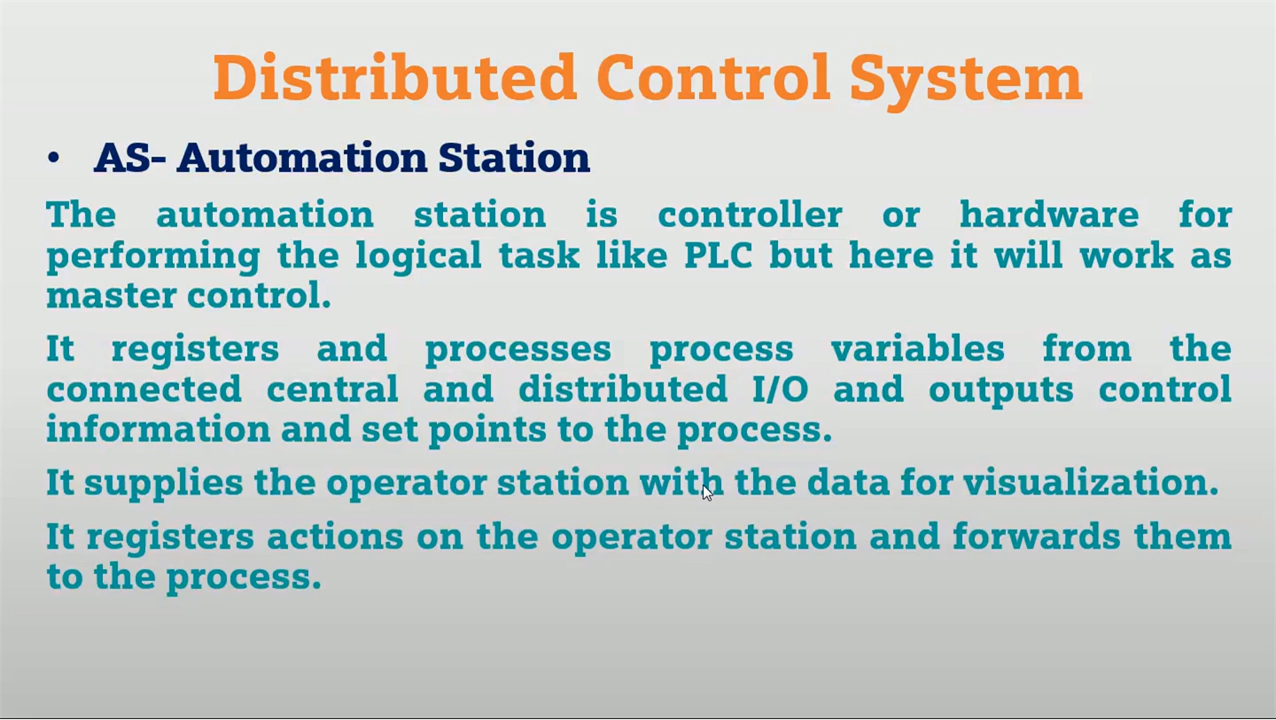 Distributed Control System
• AS- Automation Station
The automation station is controller or hardware for
performing the logical task like PLC but here it will work as
master control.
It registers and processes process variables from the
connected central and distributed I/O and outputs control
information and set points to the process.
It supplies the operator station with the data for visualization.
It registers actions on the operator station and forwards them
to the process.